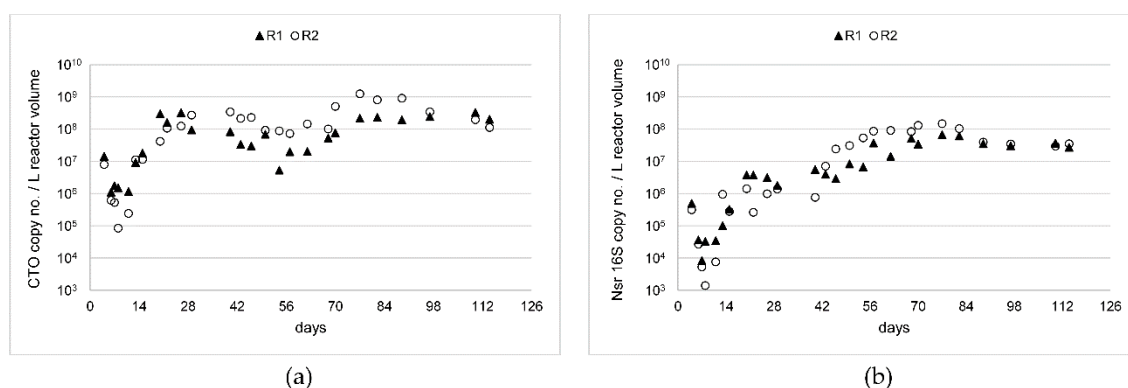 ▲R1 ○R2
10¹⁰
10⁹
10⁸
10⁷
10⁶
10⁵
10⁴
10³
CTO copy no. / L reactor volume
0 14 28 42 56 70 84 98 112 126
days
(a)
▲R1 ○R2
10¹⁰
10⁹
10⁸
10⁷
10⁶
10⁵
10⁴
10³
Nsr 16S copy no. / L reactor volume
0 14 28 42 56 70 84 98 112 126
days
(b)